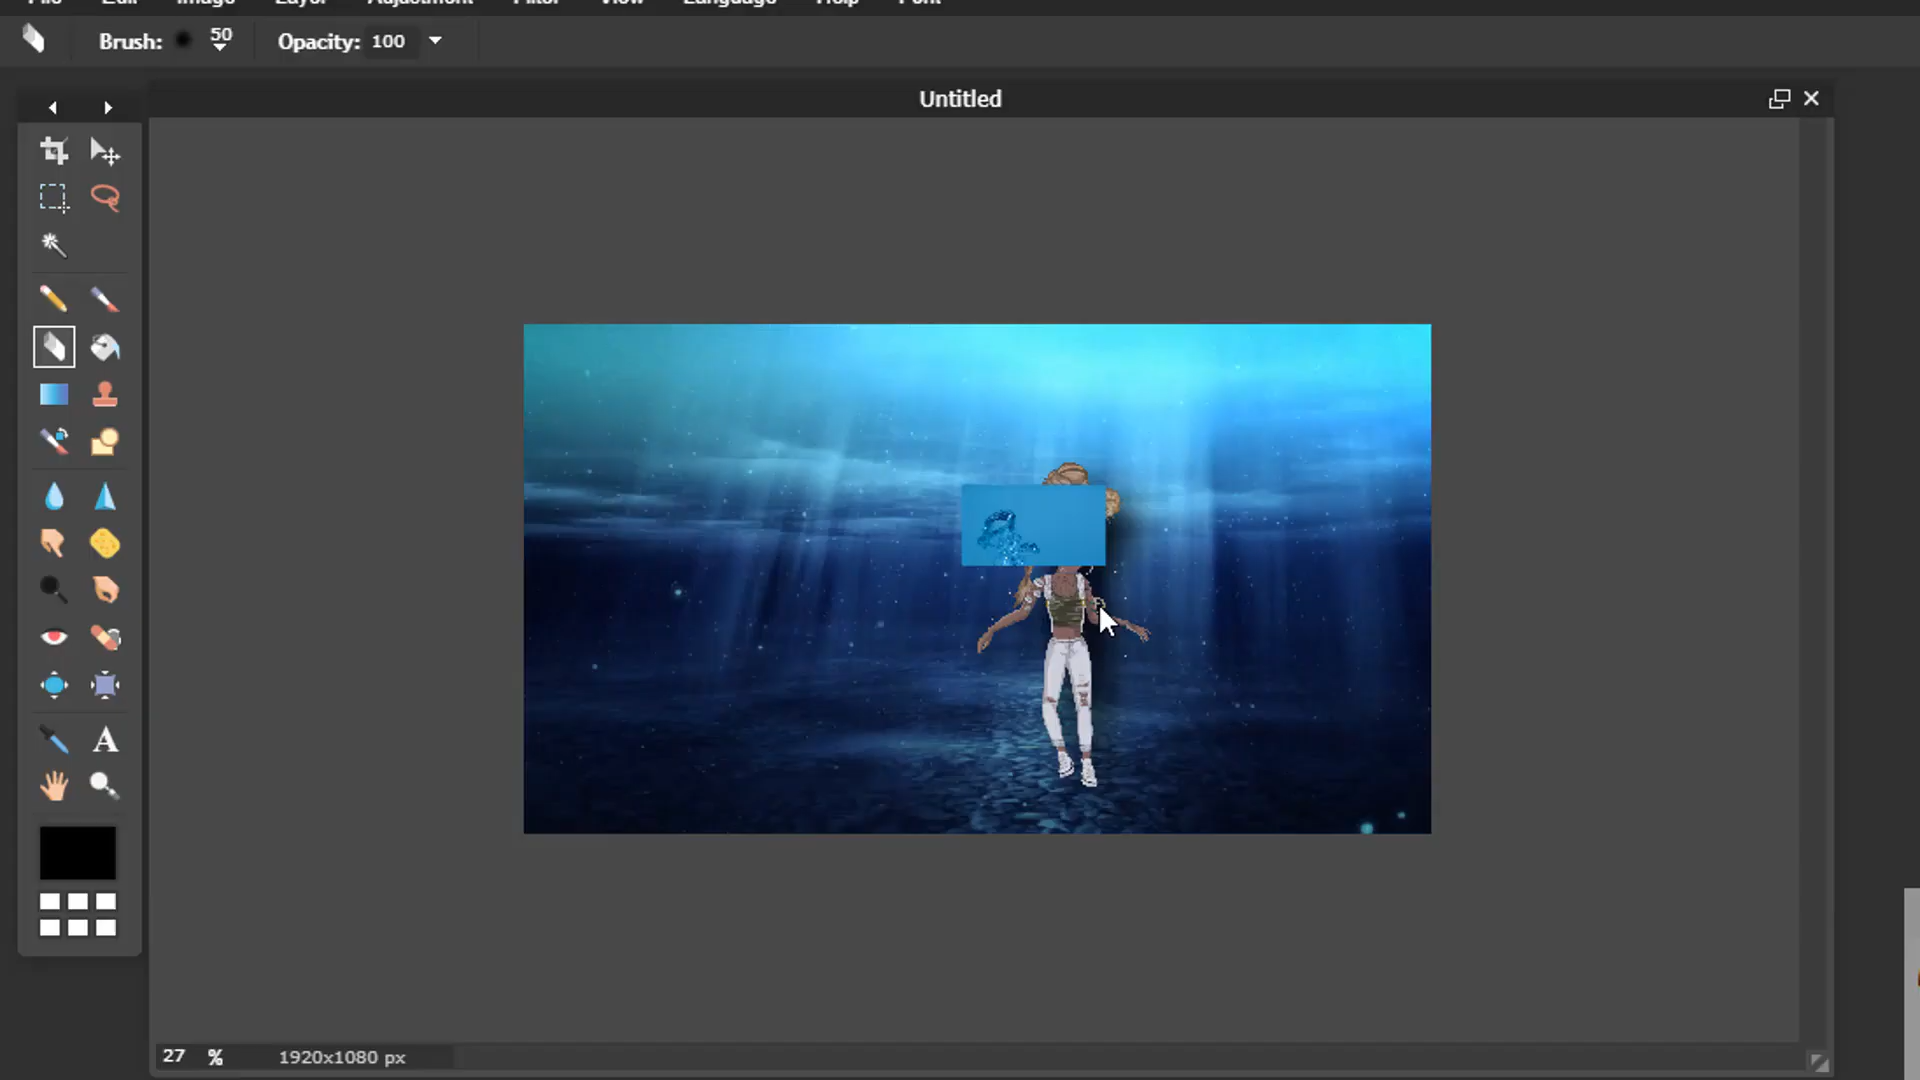 File Edit Image Layer Adjustment Filter View Language Help Font
Brush: 50 Opacity: 100
Untitled
A
27 % 1920x1080 px